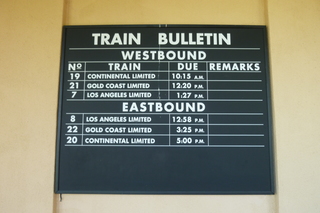 TRAIN BULLETIN
WESTBOUND
No TRAIN DUE REMARKS
19 CONTINENTAL LIMITED 10:15 A.M.
21 GOLD COAST LIMITED 12:20 P.M.
7 LOS ANGELES LIMITED 1:27 P.M.
EASTBOUND
8 LOS ANGELES LIMITED 12:58 P.M.
22 GOLD COAST LIMITED 3:25 P.M.
20 CONTINENTAL LIMITED 5:00 P.M.